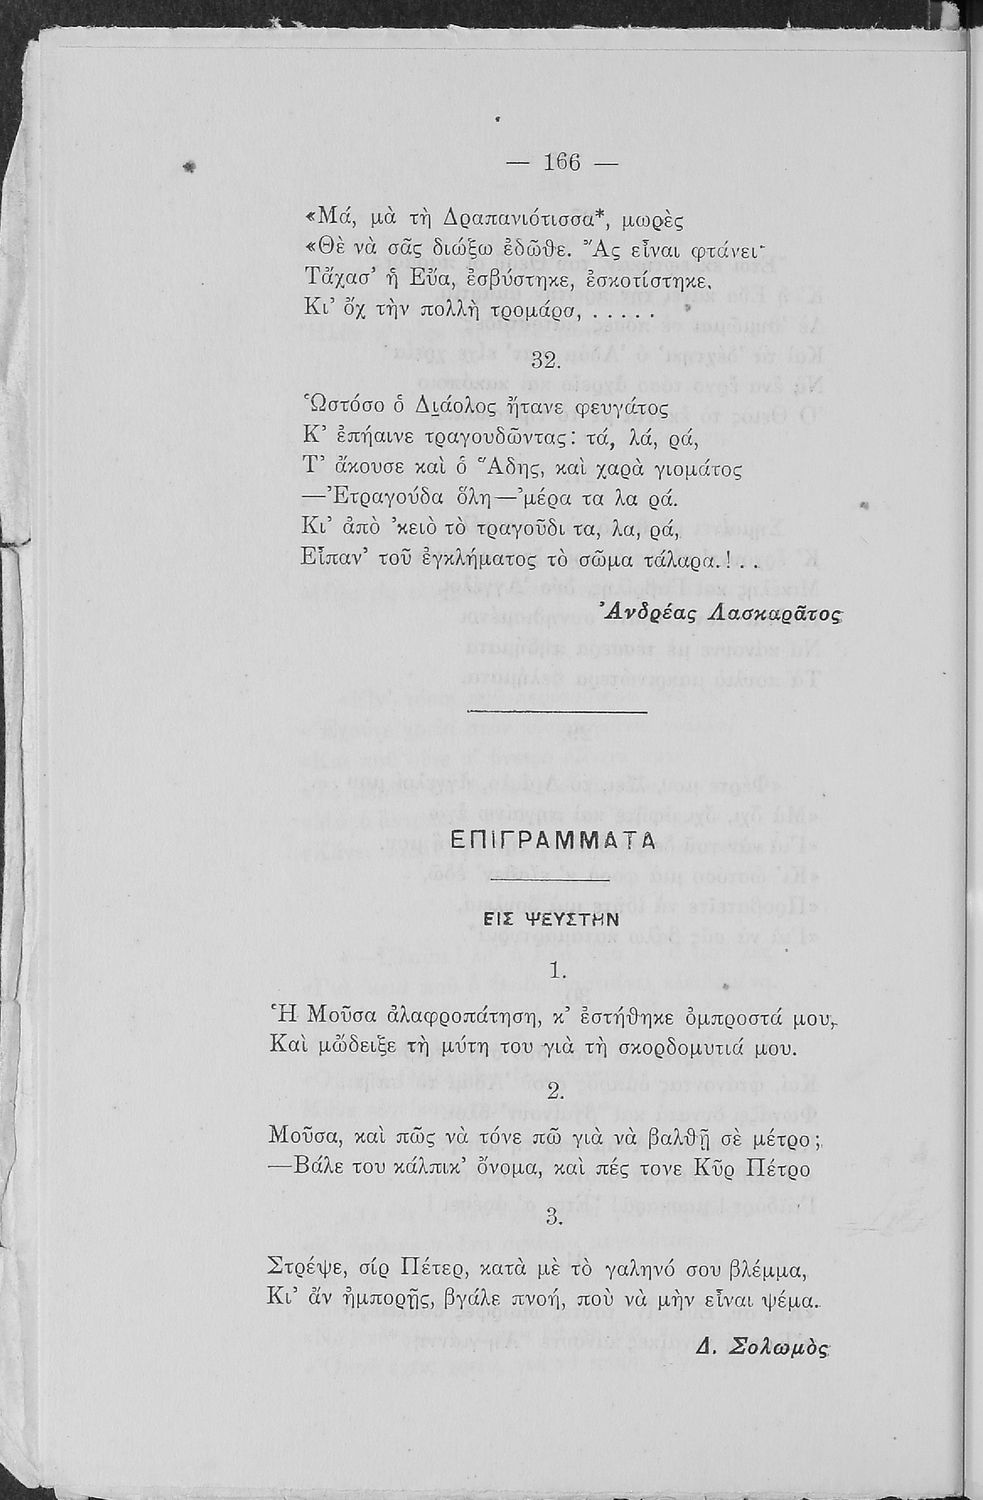 — 166 —
«Μά, μὰ τὴ Δραπανιότισσα*, μωρὲς
«Θὲ νὰ σᾶς διώξω ἐδῶθε. Ἂς εἶναι φτάνει·
Τἄχασ’ ἡ Εὔα, ἐσβύστηκε, ἐσκοτίστηκε,
Κι’ ὄχ τὴν πολλὴ τρομάρα, . . . . .
32.
Ὡστόσο ὁ Διάολος ἤτανε φευγάτος
Κ’ ἐπήαινε τραγουδῶντας: τά, λά, ρά,
Τ’ ἄκουσε καὶ ὁ Ἅδης, καὶ χαρὰ γιομάτος
—Ἐτραγούδα ὅλη—’μέρα τα λα ρά.
Κι’ ἀπὸ ’κειὸ τὸ τραγοῦδι τα, λα, ρά,
Εἶπαν’ τοῦ ἐγκλήματος τὸ σῶμα τάλαρα.! . .
Ἀνδρέας Λασκαρᾶτος
ΕΠΙΓΡΑΜΜΑΤΑ
ΕΙΣ ΨΕΥΣΤΗΝ
1.
Ἡ Μοῦσα ἀλαφροπάτηση, κ’ ἐστήθηκε ὀμπροστά μου,
Καὶ μὤδειξε τὴ μύτη του γιὰ τὴ σκορδομυτιά μου.
2.
Μοῦσα, καὶ πῶς νὰ τόνε πῶ γιὰ νὰ βαλθῇ σὲ μέτρο;
—Βάλε του κάλπικ’ ὄνομα, καὶ πές τονε Κῦρ Πέτρο
3.
Στρέψε, σίρ Πέτερ, κατὰ μὲ τὸ γαληνό σου βλέμμα,
Κι’ ἄν ἠμπορῇς, βγάλε πνοή, ποὺ νὰ μὴν εἶναι ψέμα.
Δ. Σολωμὸς